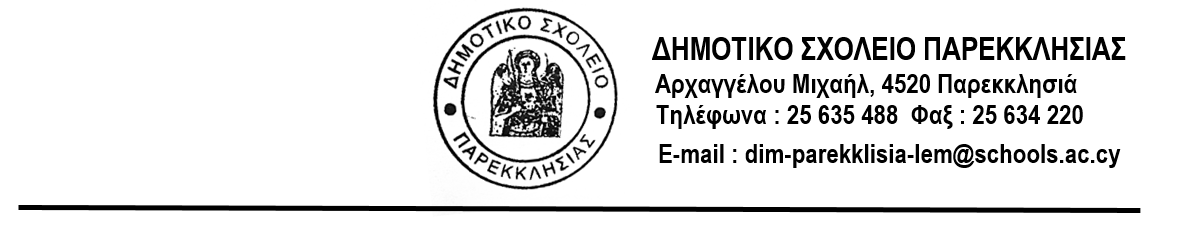 ΔΗΜΟΤΙΚΟ ΣΧΟΛΕΙΟ
ΠΑΡΕΚΚΛΗΣΙΑΣ
ΔΗΜΟΤΙΚΟ ΣΧΟΛΕΙΟ ΠΑΡΕΚΚΛΗΣΙΑΣ
Αρχαγγέλου Μιχαήλ, 4520 Παρεκκλησιά
Τηλέφωνα : 25 635 488 Φαξ : 25 634 220
E-mail : dim-parekklisia-lem@schools.ac.cy